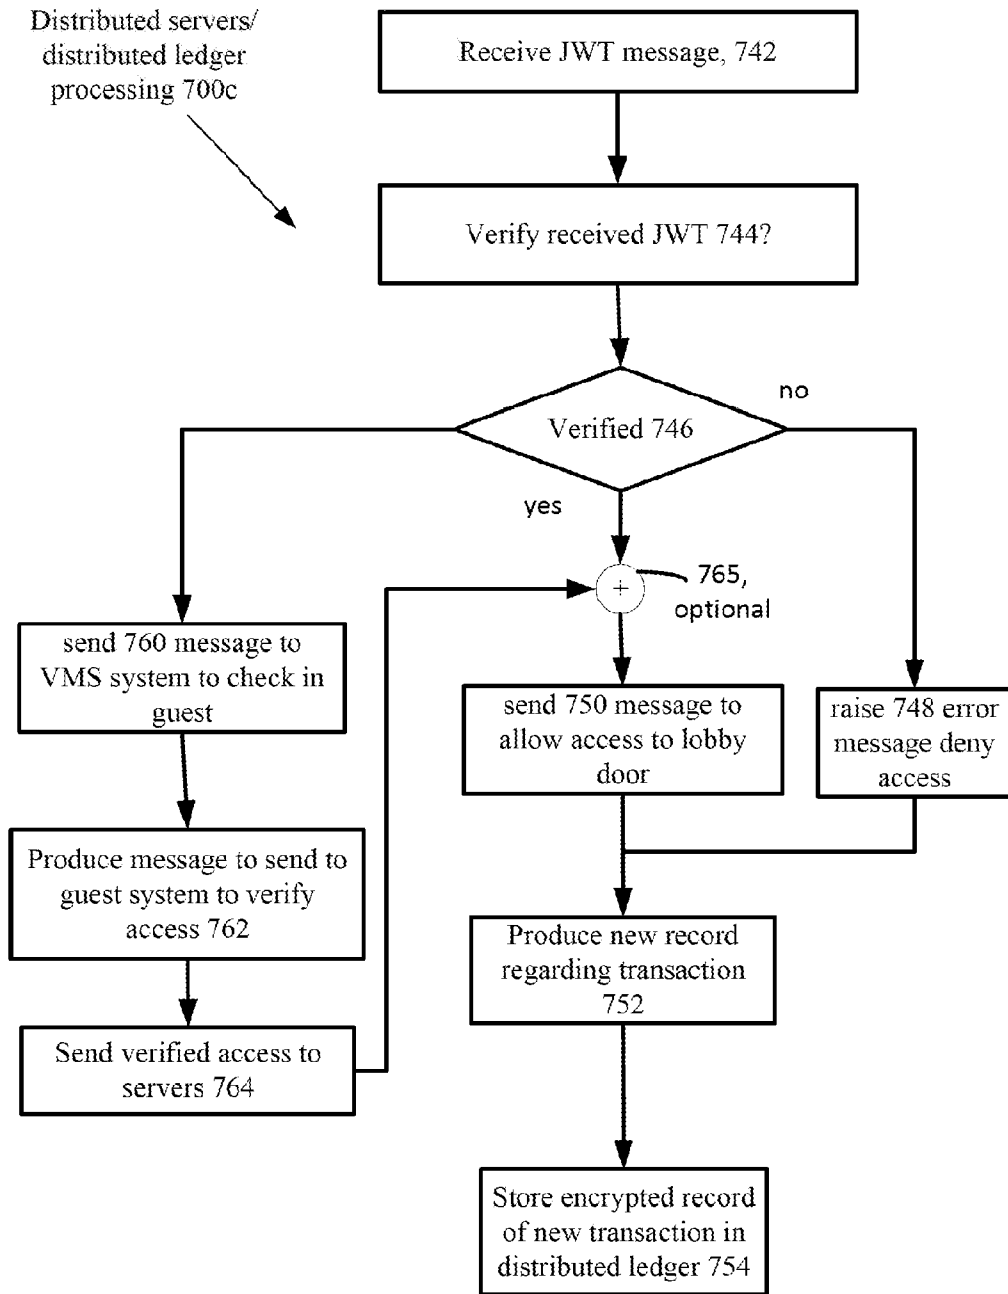 Distributed servers/
distributed ledger
processing 700c
Receive JWT message, 742
Verify received JWT 744?
Verified 746
no
yes
+
765,
optional
send 760 message to
VMS system to check in
guest
send 750 message to
allow access to lobby
door
raise 748 error
message deny
access
Produce message to send to
guest system to verify
access 762
Produce new record
regarding transaction
752
Send verified access to
servers 764
Store encrypted record
of new transaction in
distributed ledger 754